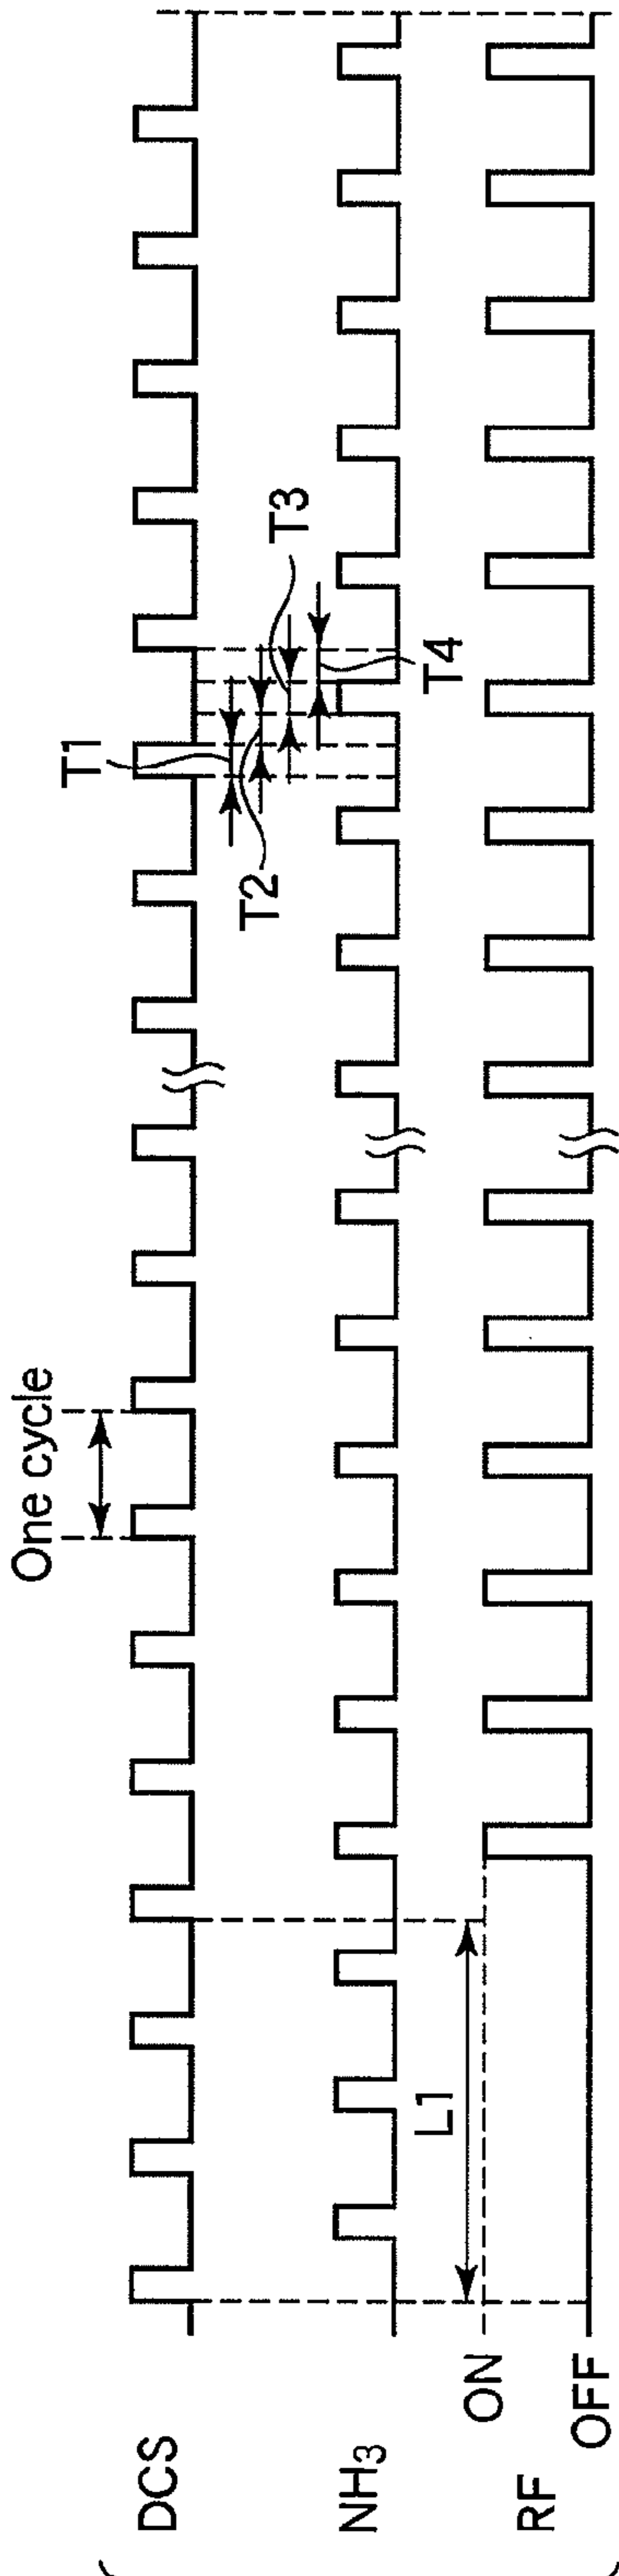 One cycle
DCS
T1
T2
T3
T4
NH3
L1
ON
RF
OFF